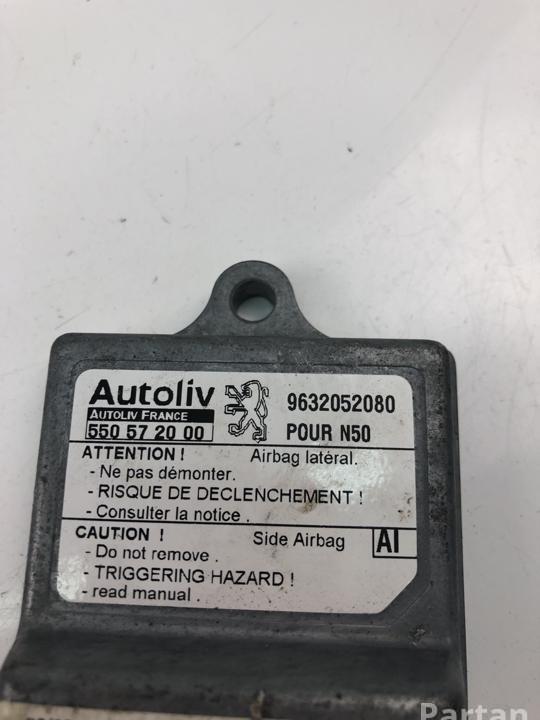 Autoliv
AUTOLIV FRANCE
550 57 20 00
9632052080
POUR N50
ATTENTION ! Airbag latéral.
- Ne pas démonter.
- RISQUE DE DECLENCHEMENT !
- Consulter la notice .
CAUTION ! Side Airbag AI
- Do not remove .
- TRIGGERING HAZARD !
- read manual .
Partan